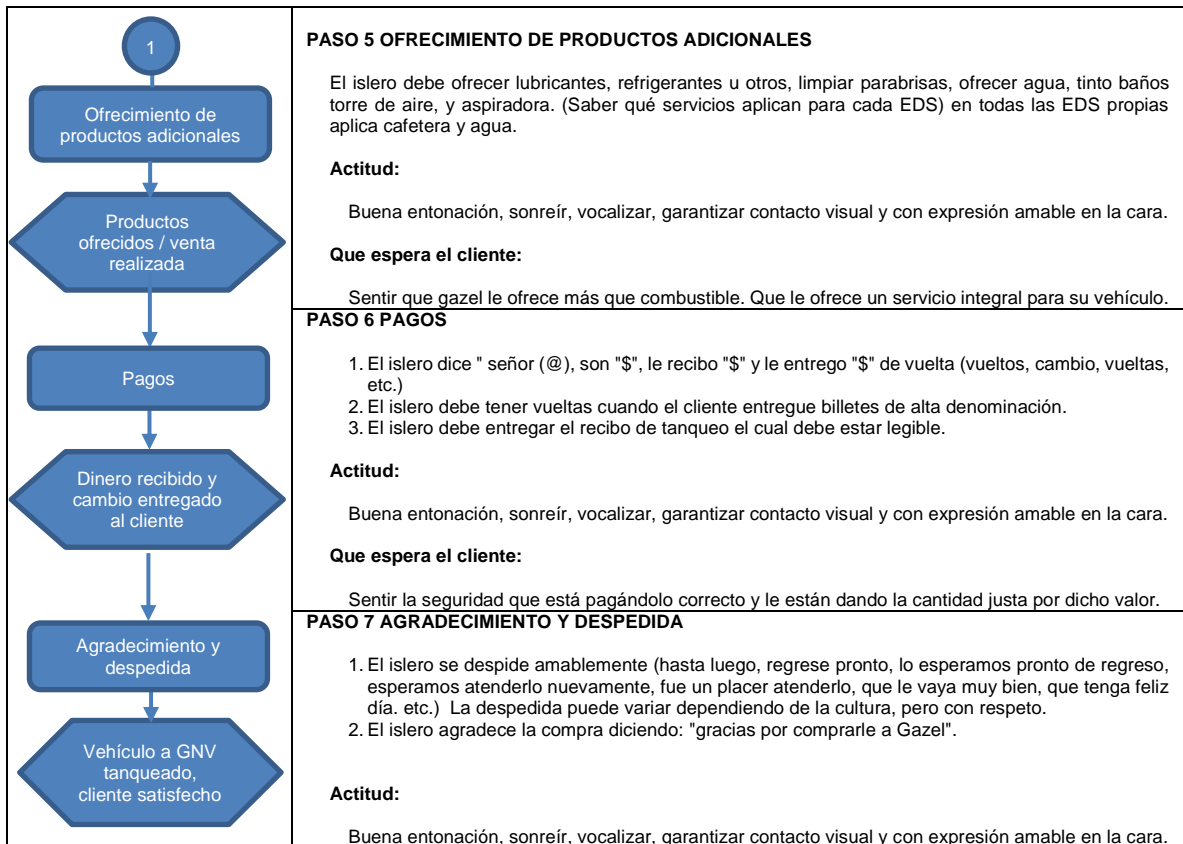 1
Ofrecimiento de
productos adicionales
Productos
ofrecidos / venta
realizada
Pagos
Dinero recibido y
cambio entregado
al cliente
Agradecimiento y
despedida
Vehículo a GNV
tanqueado,
cliente satisfecho
PASO 5 OFRECIMIENTO DE PRODUCTOS ADICIONALES
El islero debe ofrecer lubricantes, refrigerantes u otros, limpiar parabrisas, ofrecer agua, tinto baños
torre de aire, y aspiradora. (Saber qué servicios aplican para cada EDS) en todas las EDS propias
aplica cafetera y agua.
Actitud:
Buena entonación, sonreír, vocalizar, garantizar contacto visual y con expresión amable en la cara.
Que espera el cliente:
Sentir que gazel le ofrece más que combustible. Que le ofrece un servicio integral para su vehículo.
PASO 6 PAGOS
1. El islero dice " señor (@), son "$", le recibo "$" y le entrego "$" de vuelta (vueltos, cambio, vueltas,
etc.)
2. El islero debe tener vueltas cuando el cliente entregue billetes de alta denominación.
3. El islero debe entregar el recibo de tanqueo el cual debe estar legible.
Actitud:
Buena entonación, sonreír, vocalizar, garantizar contacto visual y con expresión amable en la cara.
Que espera el cliente:
Sentir la seguridad que está pagándolo correcto y le están dando la cantidad justa por dicho valor.
PASO 7 AGRADECIMIENTO Y DESPEDIDA
1. El islero se despide amablemente (hasta luego, regrese pronto, lo esperamos pronto de regreso,
esperamos atenderlo nuevamente, fue un placer atenderlo, que le vaya muy bien, que tenga feliz
día. etc.) La despedida puede variar dependiendo de la cultura, pero con respeto.
2. El islero agradece la compra diciendo: "gracias por comprarle a Gazel".
Actitud:
Buena entonación, sonreír, vocalizar, garantizar contacto visual y con expresión amable en la cara.